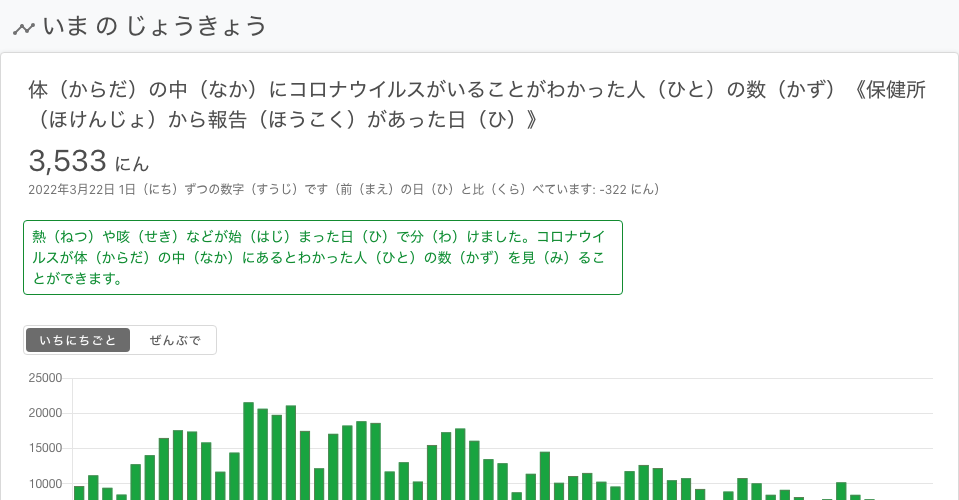 いま の じょうきょう
体（からだ）の中（なか）にコロナウイルスがいることがわかった人（ひと）の数（かず）《保健所
（ほけんじょ）から報告（ほうこく）があった日（ひ）》
3,533 にん
2022年3月22日 1日（にち）ずつの数字（すうじ）です（前（まえ）の日（ひ）と比（くら）べています: -322 にん）
熱（ねつ）や咳（せき）などが始（はじ）まった日（ひ）で分（わ）けました。コロナウイ
ルスが体（からだ）の中（なか）にあるとわかった人（ひと）の数（かず）を見（み）るこ
とができます。
いちにちごと ぜんぶで
25000
20000
15000
10000